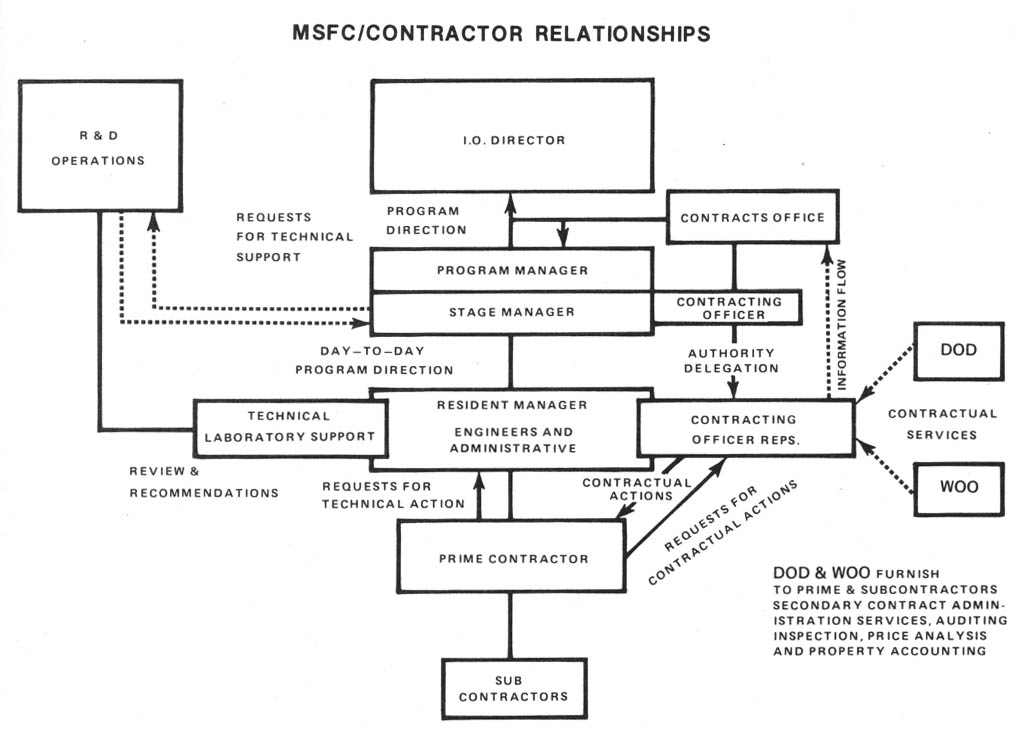 MSFC/CONTRACTOR RELATIONSHIPS
R & D
OPERATIONS
I.O. DIRECTOR
REQUESTS
FOR TECHNICAL
SUPPORT
PROGRAM
DIRECTION
CONTRACTS OFFICE
PROGRAM MANAGER
STAGE MANAGER
CONTRACTING
OFFICER
INFORMATION FLOW
DAY–TO–DAY
PROGRAM DIRECTION
AUTHORITY
DELEGATION
DOD
TECHNICAL
LABORATORY SUPPORT
RESIDENT MANAGER
ENGINEERS AND
ADMINISTRATIVE
CONTRACTING
OFFICER REPS.
CONTRACTUAL
SERVICES
WOO
REVIEW &
RECOMMENDATIONS
REQUESTS FOR
TECHNICAL ACTION
CONTRACTUAL
ACTIONS
REQUESTS FOR
CONTRACTUAL ACTIONS
PRIME CONTRACTOR
DOD & WOO FURNISH
TO PRIME & SUBCONTRACTORS
SECONDARY CONTRACT ADMIN-
ISTRATION SERVICES, AUDITING
INSPECTION, PRICE ANALYSIS
AND PROPERTY ACCOUNTING
SUB
CONTRACTORS